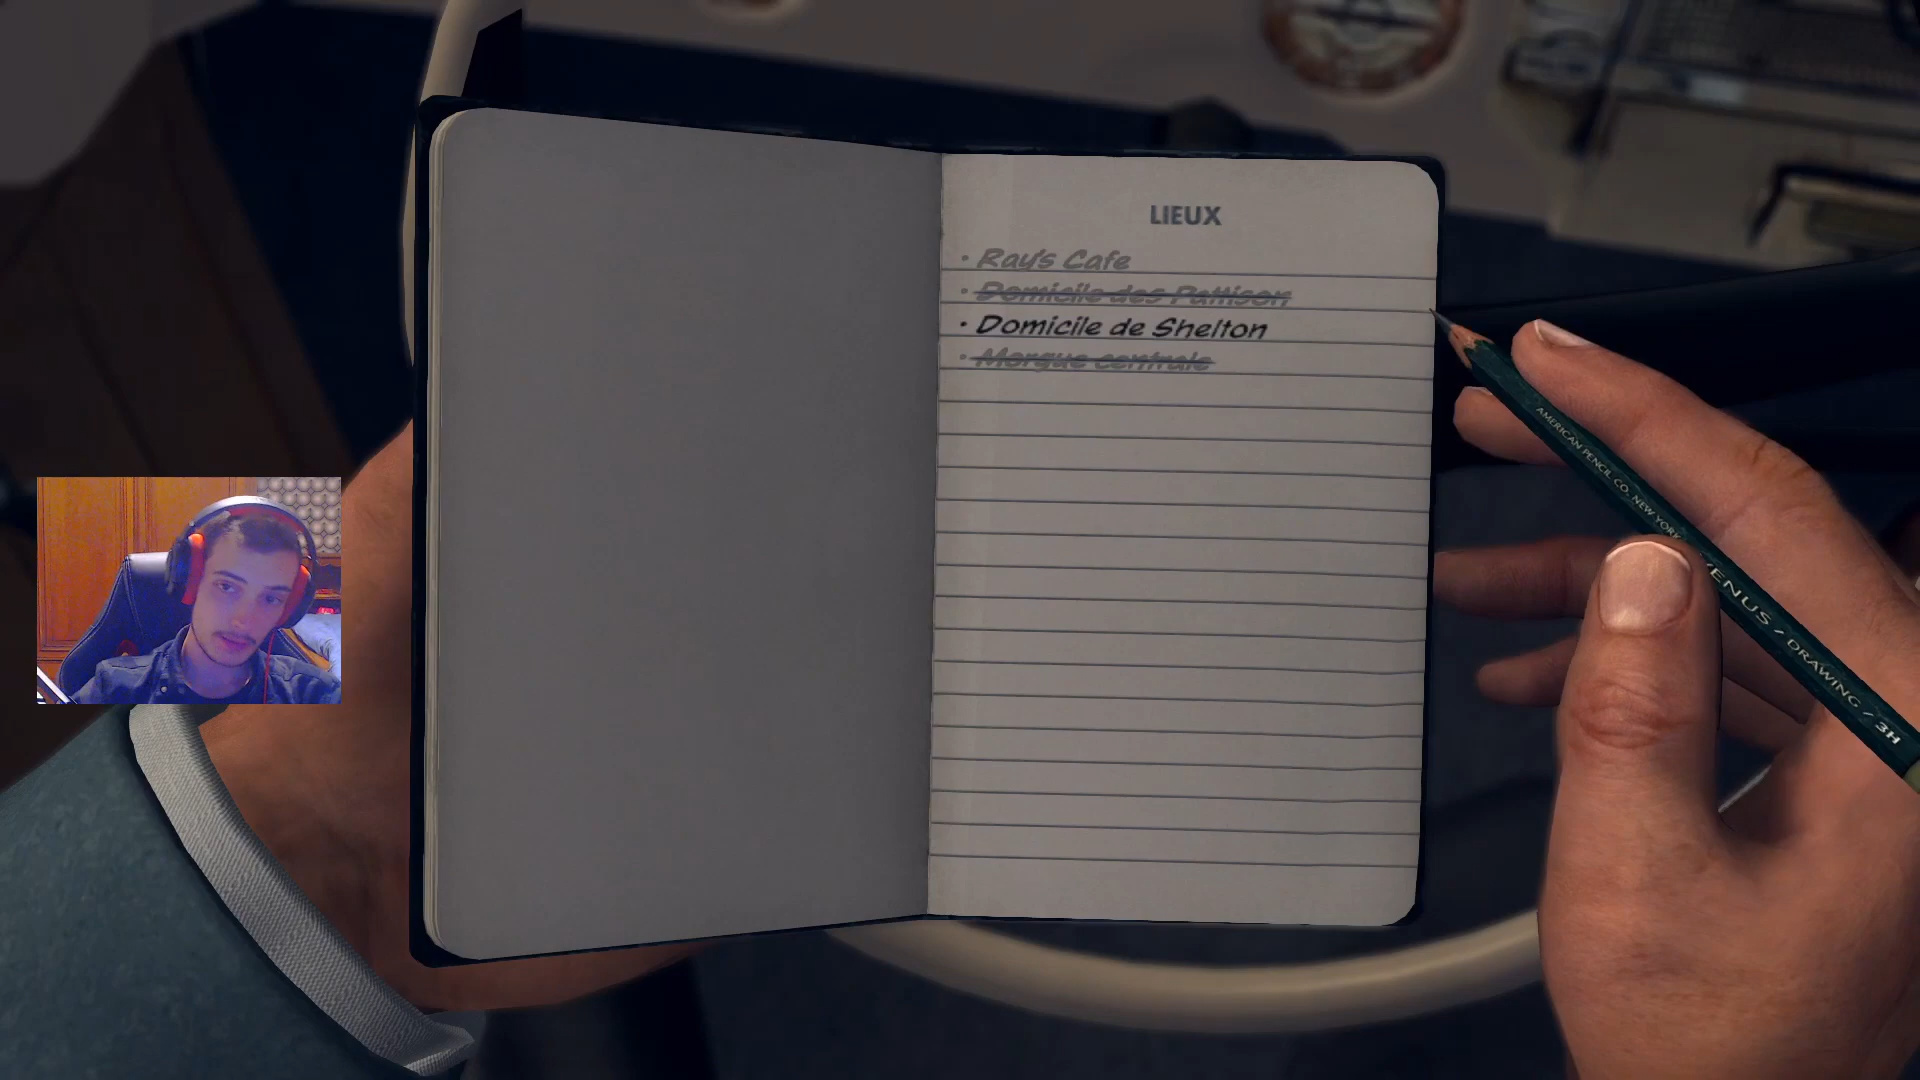 LIEUX
• Ray's Cafe
• Domicile des Pattison
• Domicile de Shelton
• Morgue centrale
AMERICAN PENCIL CO. NEW YORK
VENUS / DRAWING / 3H